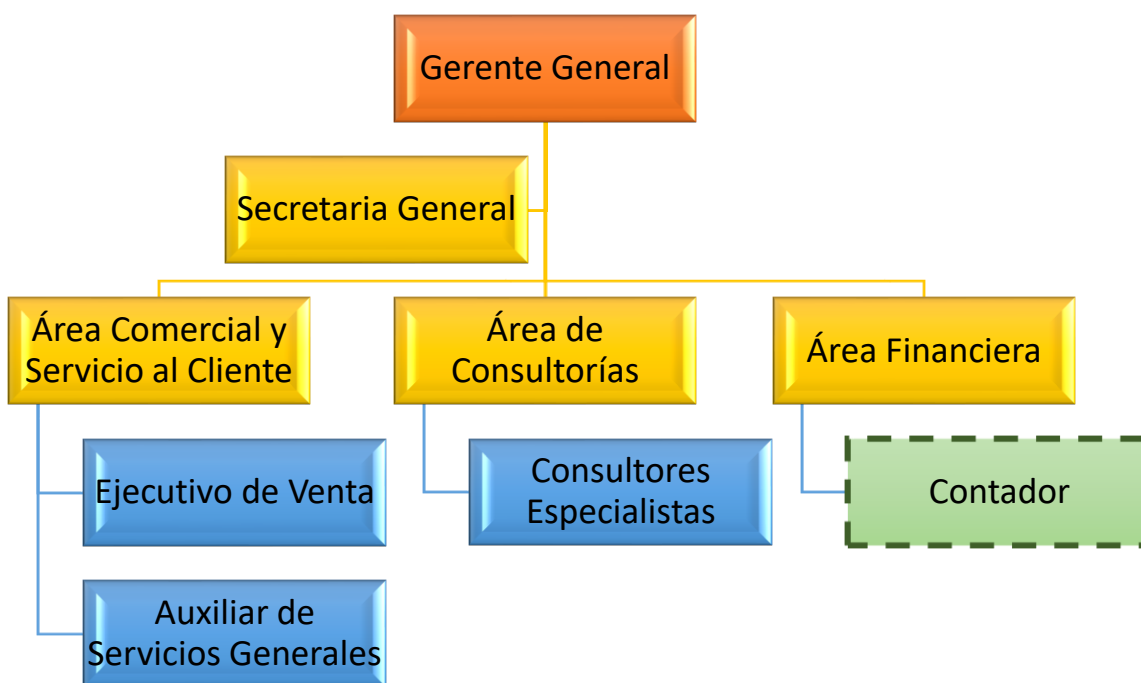 Gerente General
Secretaria General
Área Comercial y
Servicio al Cliente
Área de
Consultorías
Área Financiera
Ejecutivo de Venta
Consultores
Especialistas
Contador
Auxiliar de
Servicios Generales